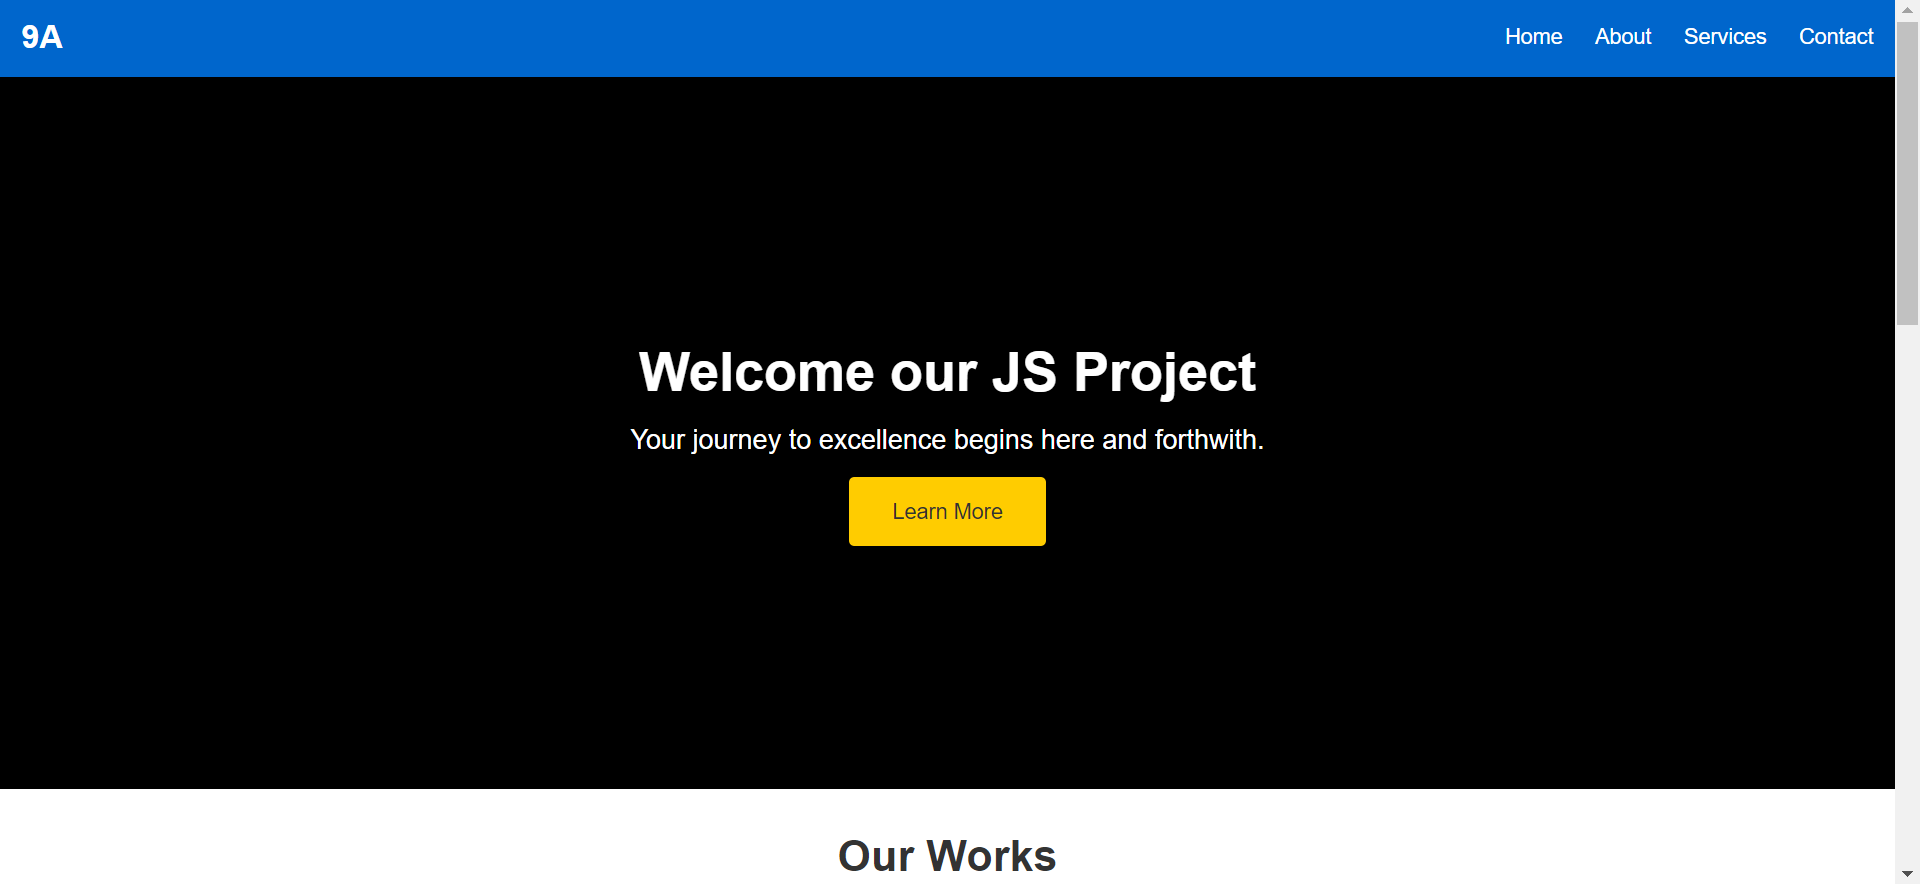 9A
Home About Services Contact
Welcome our JS Project
Your journey to excellence begins here and forthwith.
Learn More
Our Works